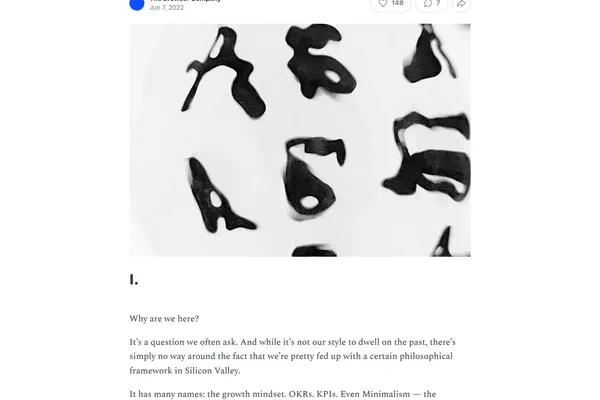 The Browser Company
Jun 7, 2022
148
7
I.
Why are we here?
It's a question we often ask. And while it's not our style to dwell on the past, there's
simply no way around the fact that we're pretty fed up with a certain philosophical
framework in Silicon Valley.
It has many names: the growth mindset. OKRs. KPIs. Even Minimalism — the